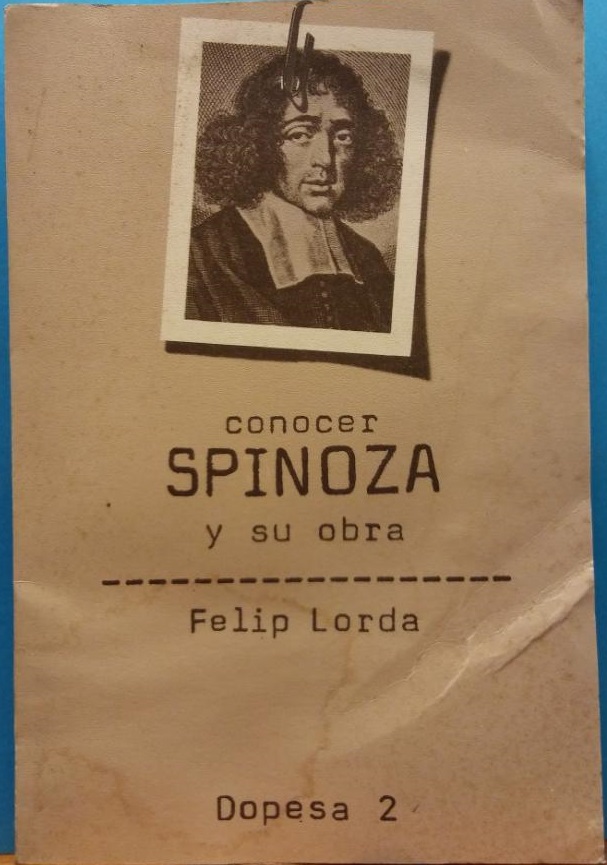 conocer
SPINOZA
y su obra
Felip Lorda
Dopesa 2